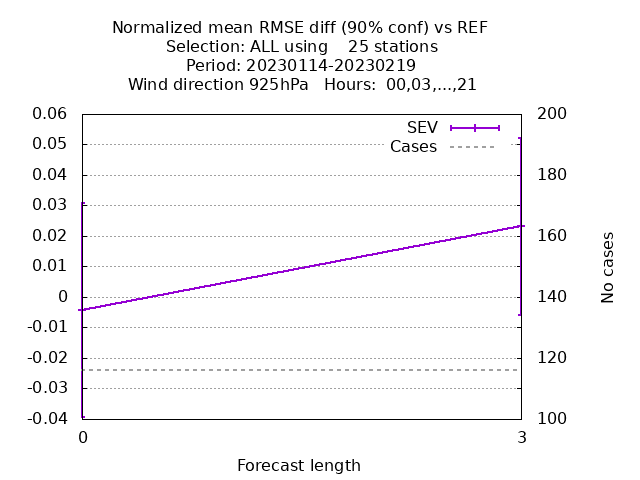 Normalized mean RMSE diff (90% conf) vs REF
Selection: ALL using    25 stations
Period: 20230114-20230219
Wind direction 925hPa   Hours:  00,03,...,21
0.06
0.05
0.04
0.03
0.02
0.01
0
-0.01
-0.02
-0.03
-0.04
200
180
160
140
120
100
SEV
Cases
No cases
0
3
Forecast length